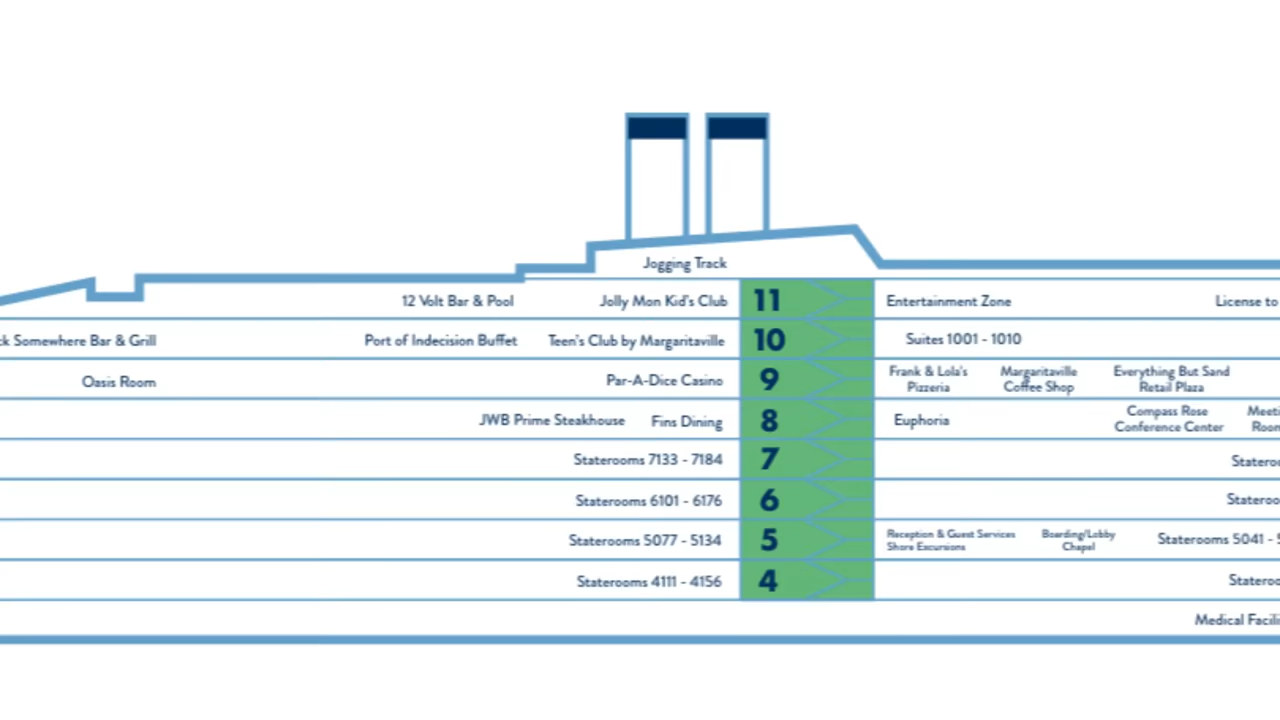 Jogging Track
12 Volt Bar & Pool Jolly Mon Kid's Club 11 Entertainment Zone License to
Somewhere Bar & Grill Port of Indecision Buffet Teen's Club by Margaritaville 10 Suites 1001 - 1010
Oasis Room Par-A-Dice Casino 9 Frank & Lola's Margaritaville Everything But Sand
Pizzeria Coffee Shop Retail Plaza
JWB Prime Steakhouse Fins Dining 8 Euphoria Compass Rose
Conference Center
Staterooms 7133 - 7184 7
Staterooms 6101 - 6176 6
Staterooms 5077 - 5134 5 Reception & Guest Services Boarding/Lobby Staterooms 5041 -
Shore Excursions Chapel
Staterooms 4111 - 4156 4
Medical